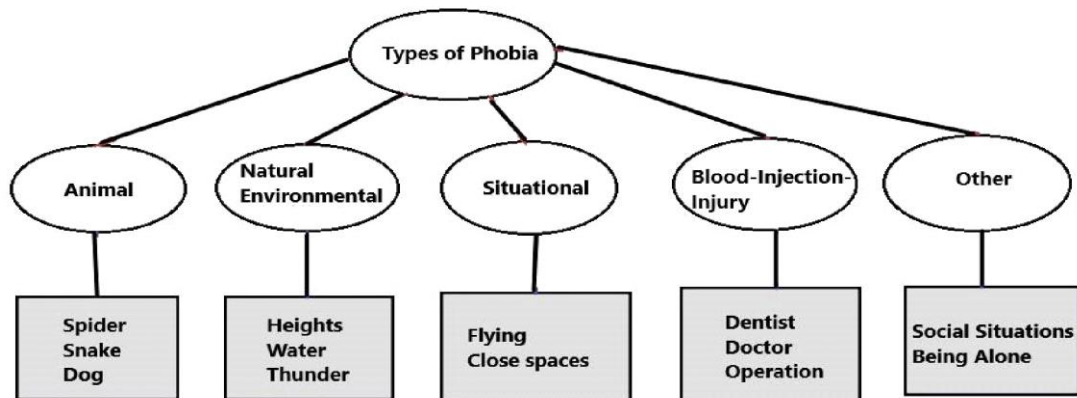 Types of Phobia
Animal
Natural
Environmental
Situational
Blood-Injection-
Injury
Other
Spider
Snake
Dog
Heights
Water
Thunder
Flying
Close spaces
Dentist
Doctor
Operation
Social Situations
Being Alone